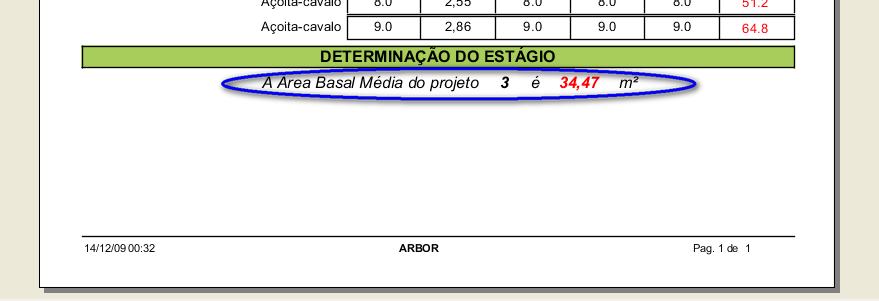 Açoita-cavalo 8.0 2,55 8.0 8.0 8.0 51.2
Açoita-cavalo 9.0 2,86 9.0 9.0 9.0 64.8
DETERMINAÇÃO DO ESTÁGIO
A Area Basal Média do projeto 3 é 34,47 m²
14/12/09 00:32 ARBOR Pag. 1 de 1